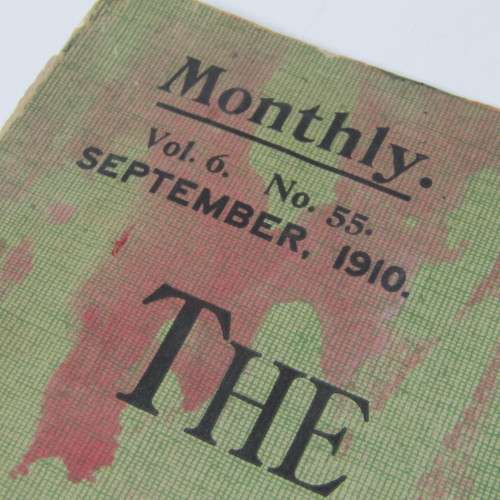 Monthly.
Vol. 6. No. 55.
SEPTEMBER, 1910.
THE